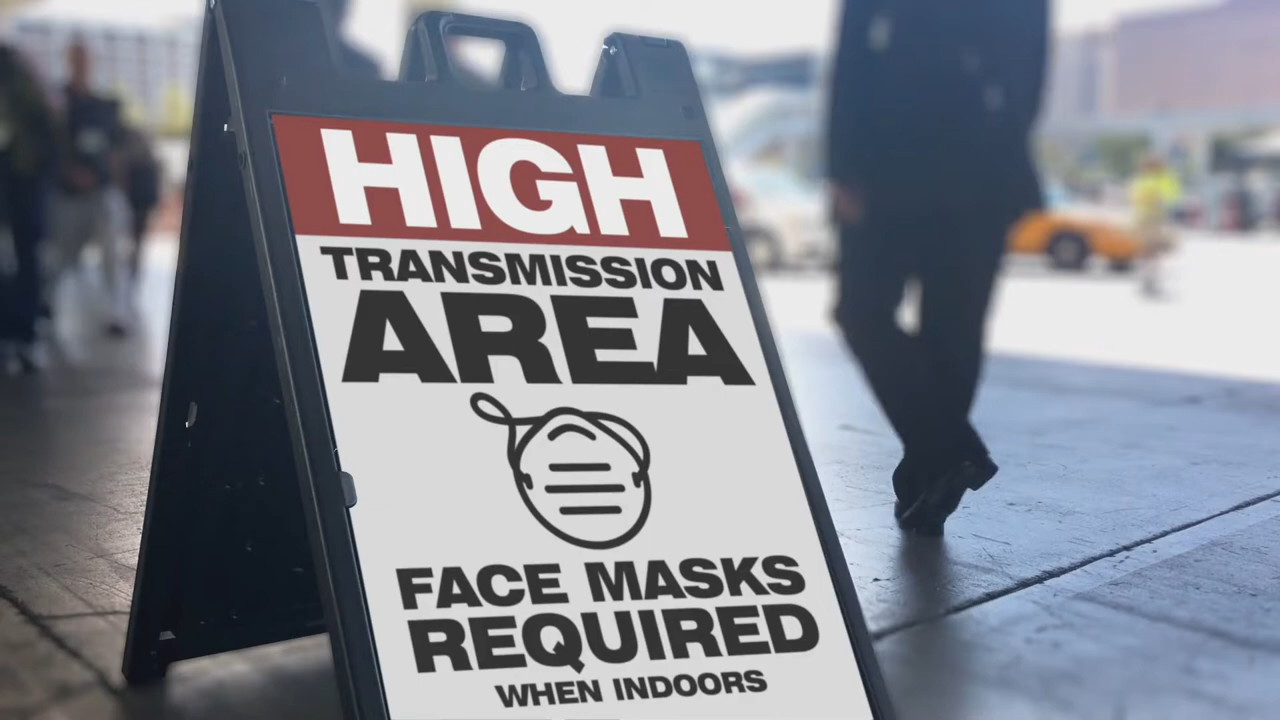 HIGH
TRANSMISSION
AREA
FACE MASKS
REQUIRED
WHEN INDOORS